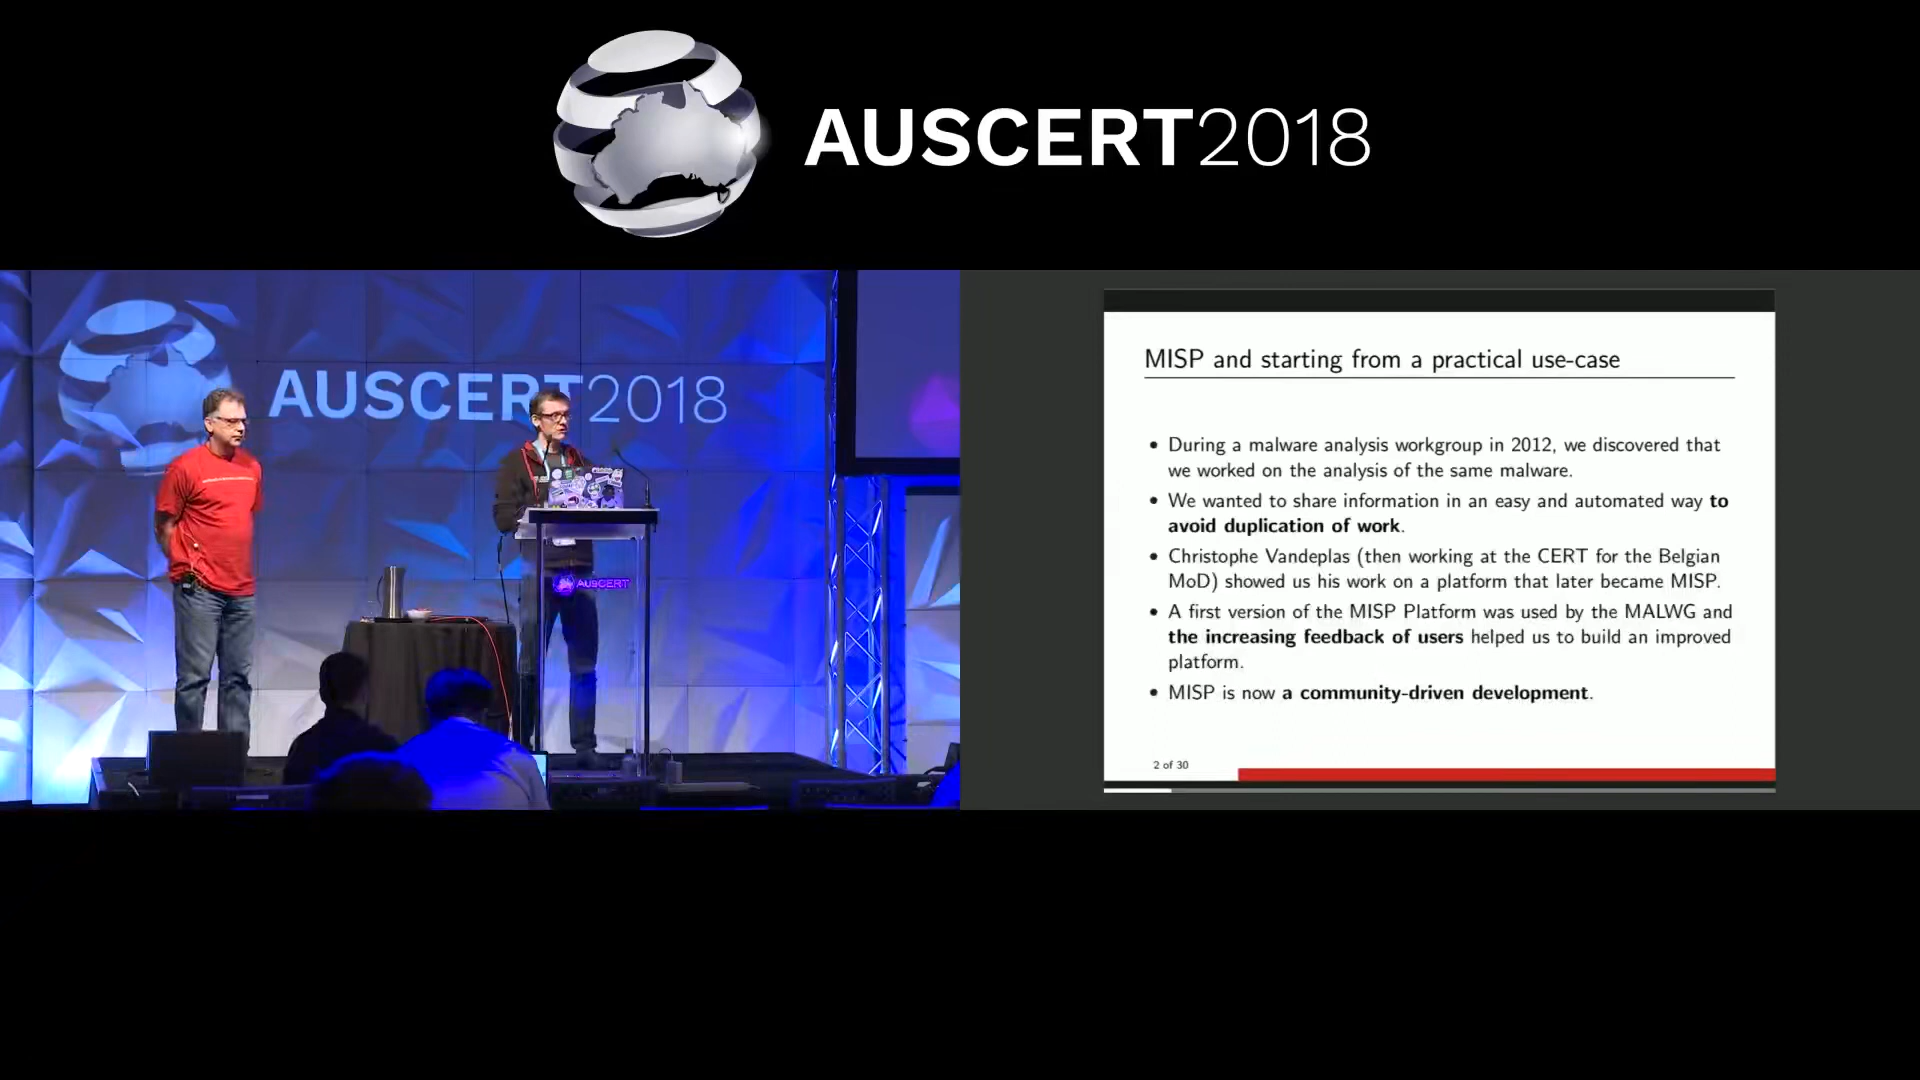 AUSCERT2018
AUSCERT2018
AUSCERT
MISP and starting from a practical use-case
• During a malware analysis workgroup in 2012, we discovered that
we worked on the analysis of the same malware.
• We wanted to share information in an easy and automated way to
avoid duplication of work.
• Christophe Vandeplas (then working at the CERT for the Belgian
MoD) showed us his work on a platform that later became MISP.
• A first version of the MISP Platform was used by the MALWG and
the increasing feedback of users helped us to build an improved
platform.
• MISP is now a community-driven development.
2 of 30